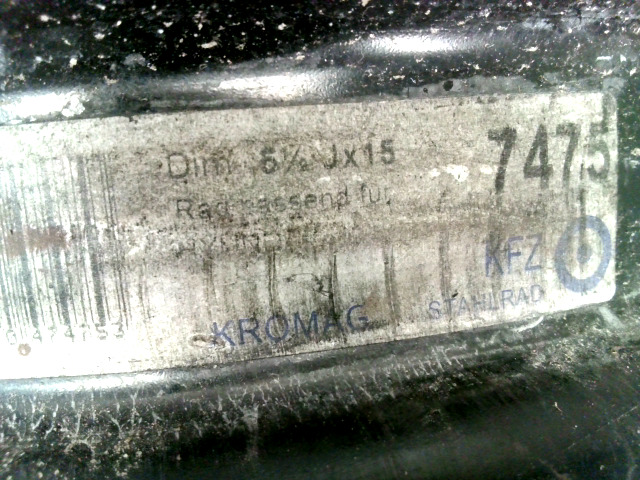 Dim. 5½ Jx15
7475
Rad passend für
KFZ
KROMAG
STAHLRAD